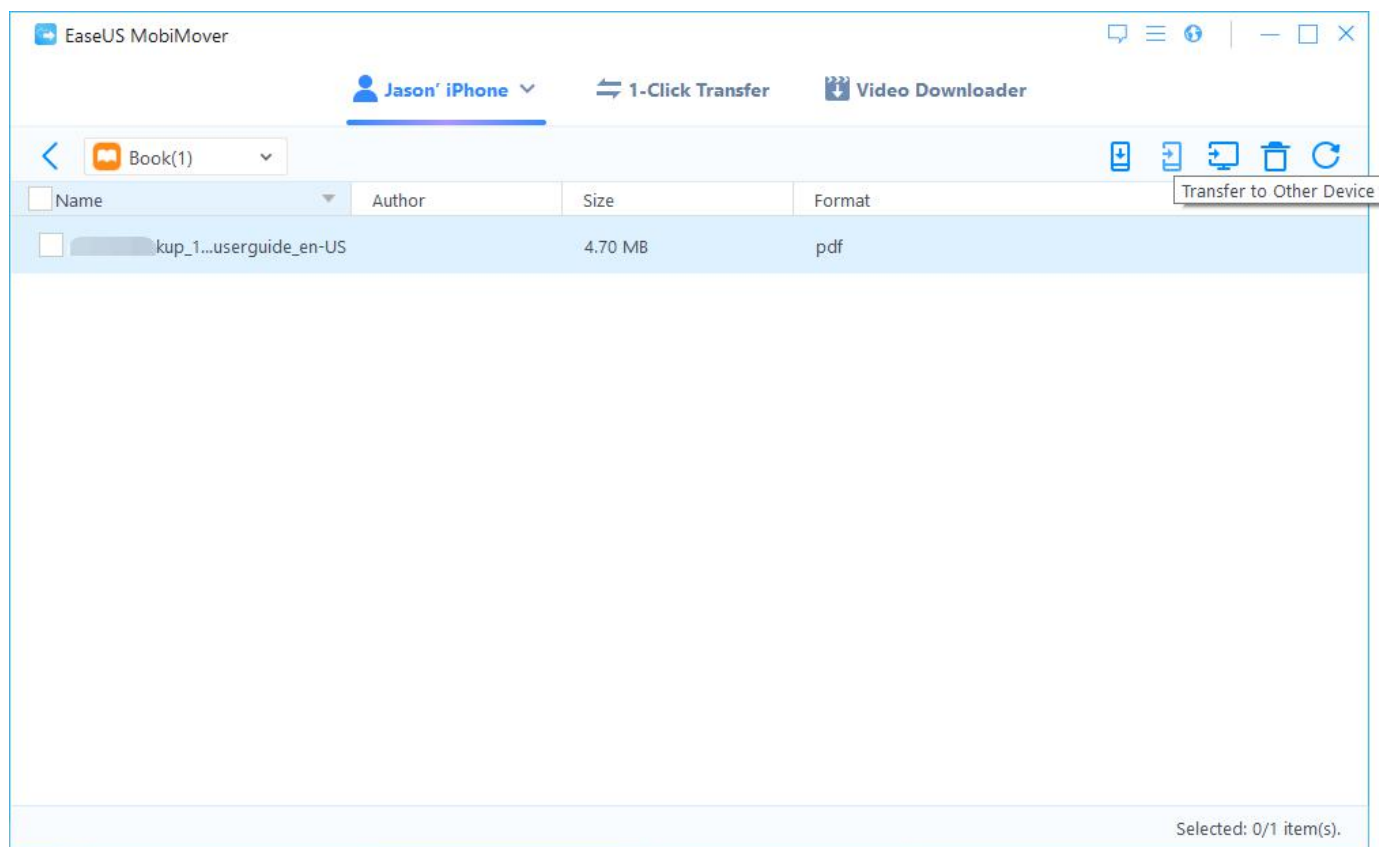 EaseUS MobiMover
Jason' iPhone
1-Click Transfer
Video Downloader
Book(1)
Transfer to Other Device
Name
Author
Size
Format
kup_1...userguide_en-US
4.70 MB
pdf
Selected: 0/1 item(s).